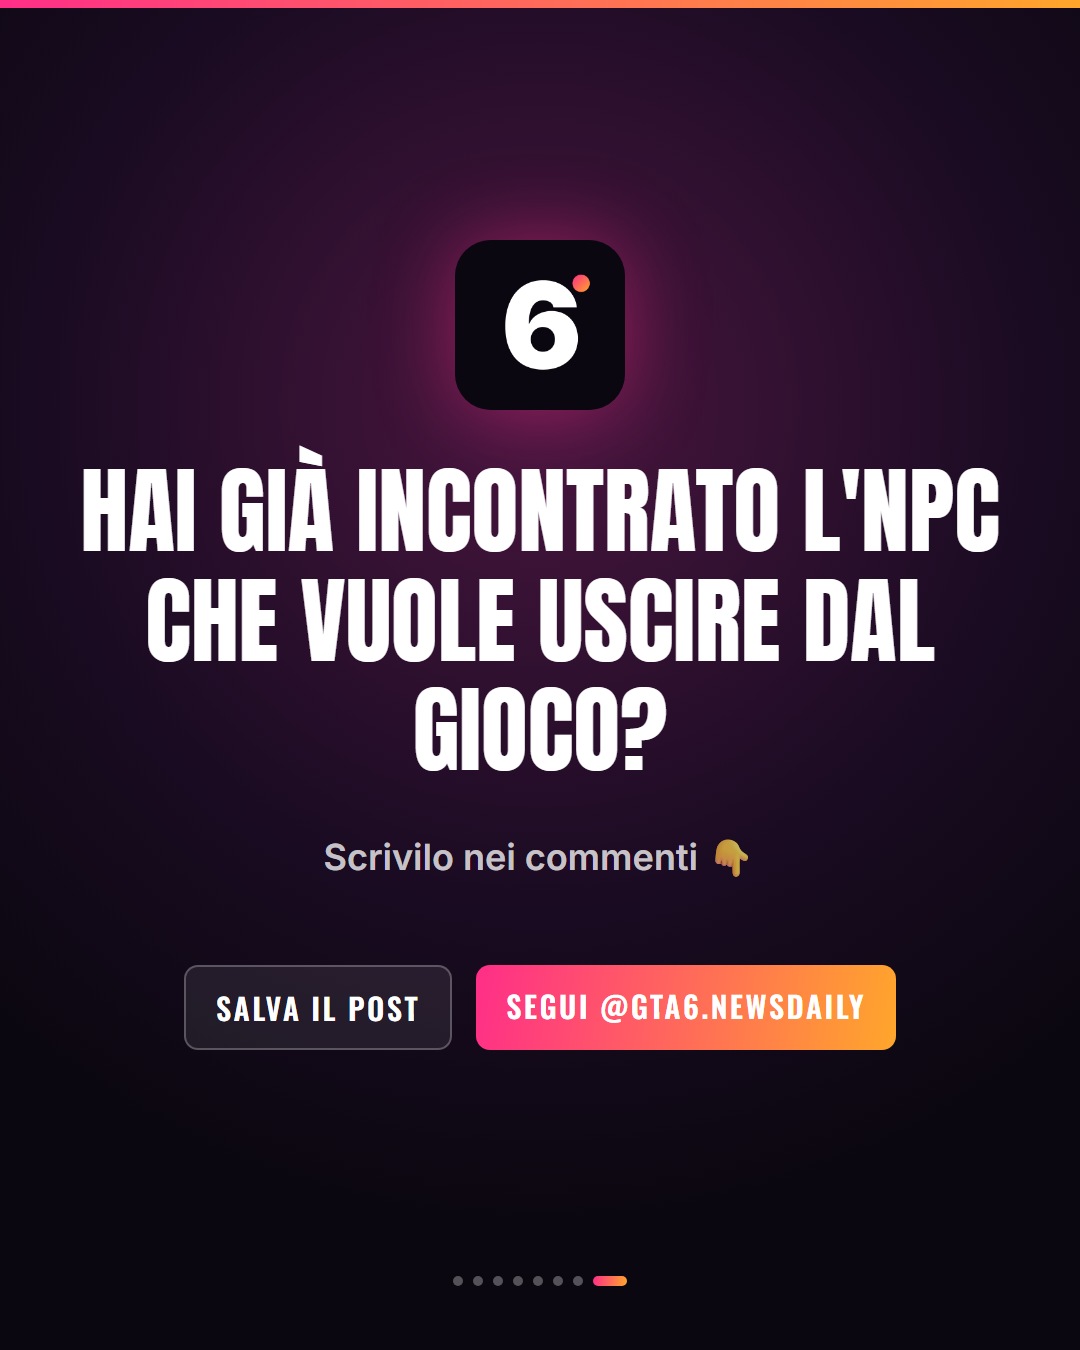 6
HAI GIÀ INCONTRATO L'NPC
CHE VUOLE USCIRE DAL
GIOCO?
Scrivilo nei commenti 👇
SALVA IL POST
SEGUI @GTA6.NEWSDAILY